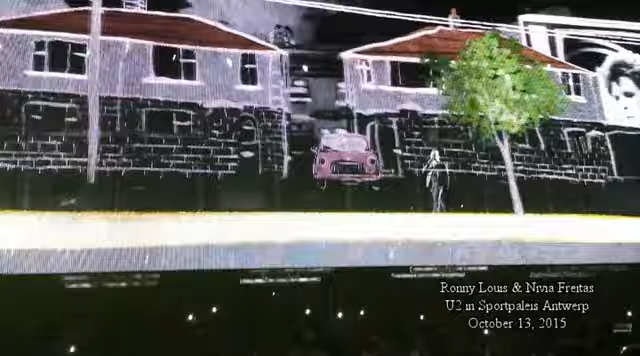 Ronny Louis & Nivia Freitas
U2 in Sportpaleis Antwerp
October 13, 2015